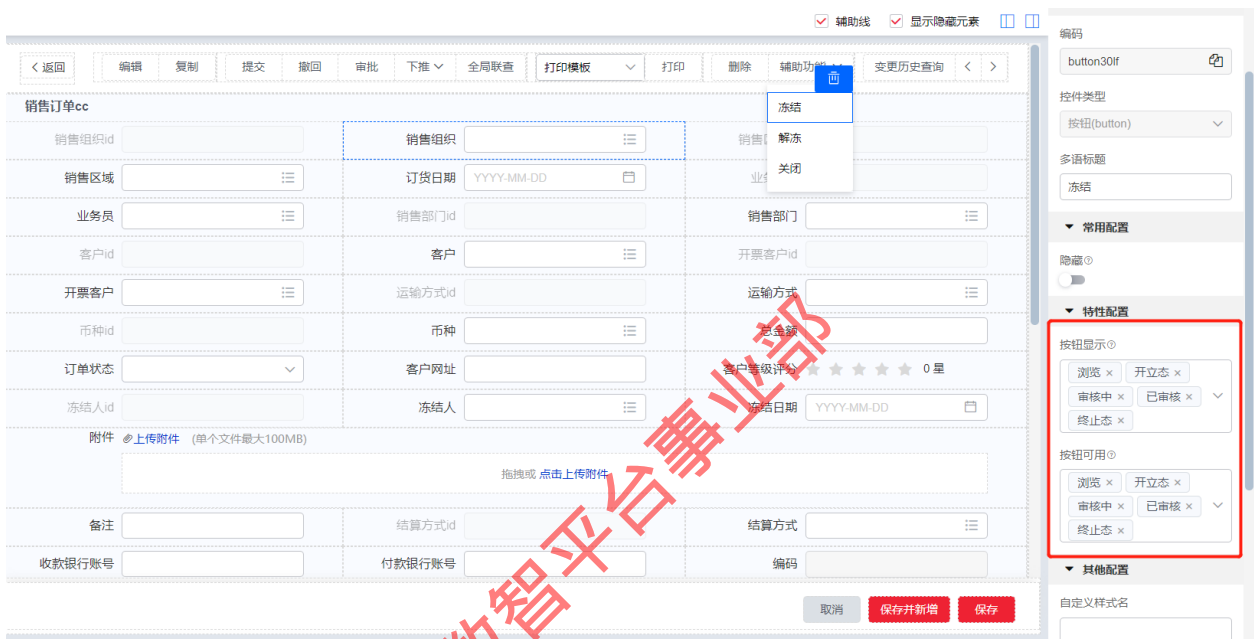 辅助线 显示隐藏元素
返回 编辑 复制 提交 撤回 审批 下推 全局联查 打印模板 打印 删除 辅助功能 变更历史查询
冻结
解冻
关闭
销售订单cc
销售组织id 销售组织 销售
销售区域 订货日期 YYYY-MM-DD 业
业务员 销售部门id 销售部门
客户id 客户 开票客户id
开票客户 运输方式id 运输方式
币种id 币种 总金额
订单状态 客户网址 客户等级评分 0 星
冻结人id 冻结人 冻结日期 YYYY-MM-DD
附件 上传附件 (单个文件最大100MB)
拖拽或 点击上传附件
备注 结算方式id 结算方式
收款银行账号 付款银行账号 编码
取消 保存并新增 保存
编码
button30lf
控件类型
按钮(button)
多语标题
冻结
常用配置
隐藏
特性配置
按钮显示
浏览 × 开立态 ×
审核中 × 已审核 ×
终止态 ×
按钮可用
浏览 × 开立态 ×
审核中 × 已审核 ×
终止态 ×
其他配置
自定义样式名
数智平台事业部